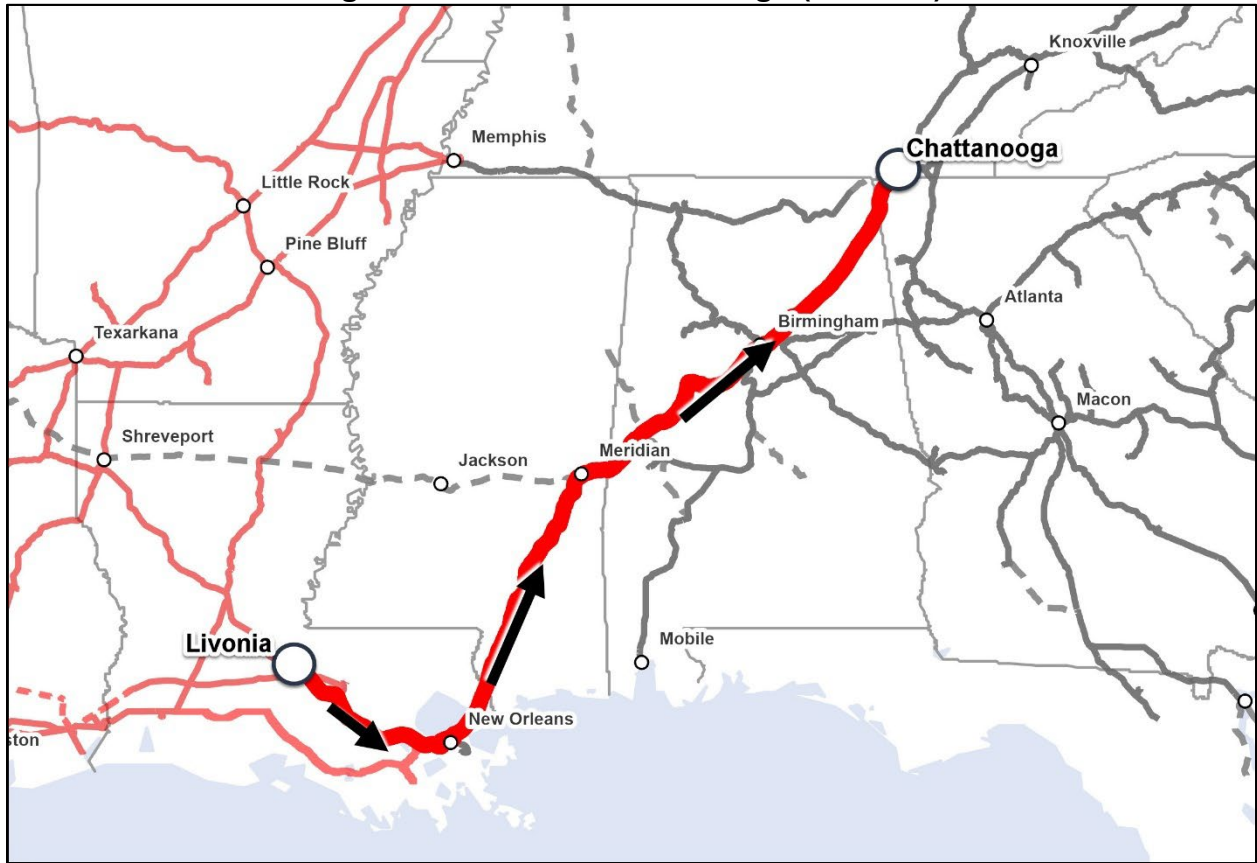 Knoxville
Memphis
Chattanooga
Little Rock
Pine Bluff
Atlanta
Birmingham
Texarkana
Macon
Shreveport
Meridian
Jackson
Livonia
Mobile
New Orleans
ston